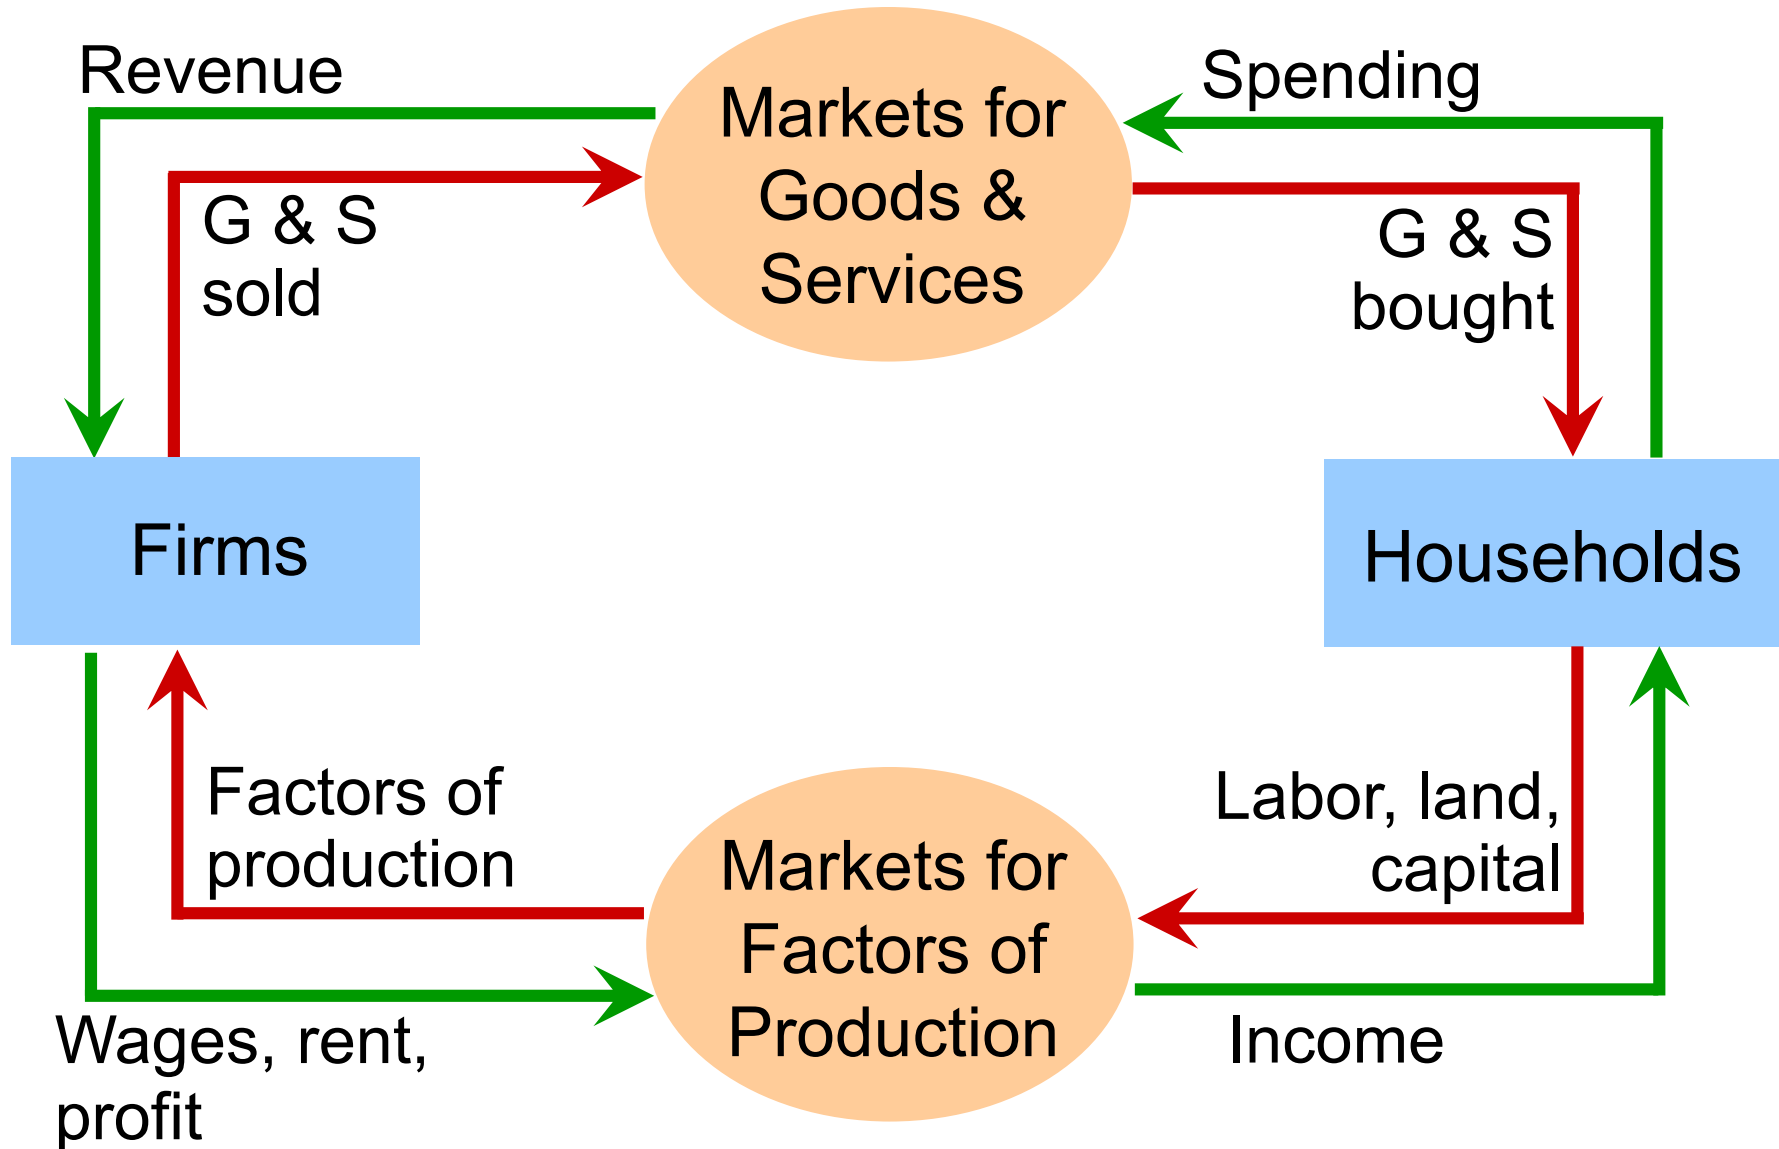 Revenue
Spending
Markets for
Goods &
Services
G & S
sold
G & S
bought
Firms
Households
Factors of
production
Labor, land,
capital
Markets for
Factors of
Production
Wages, rent,
profit
Income